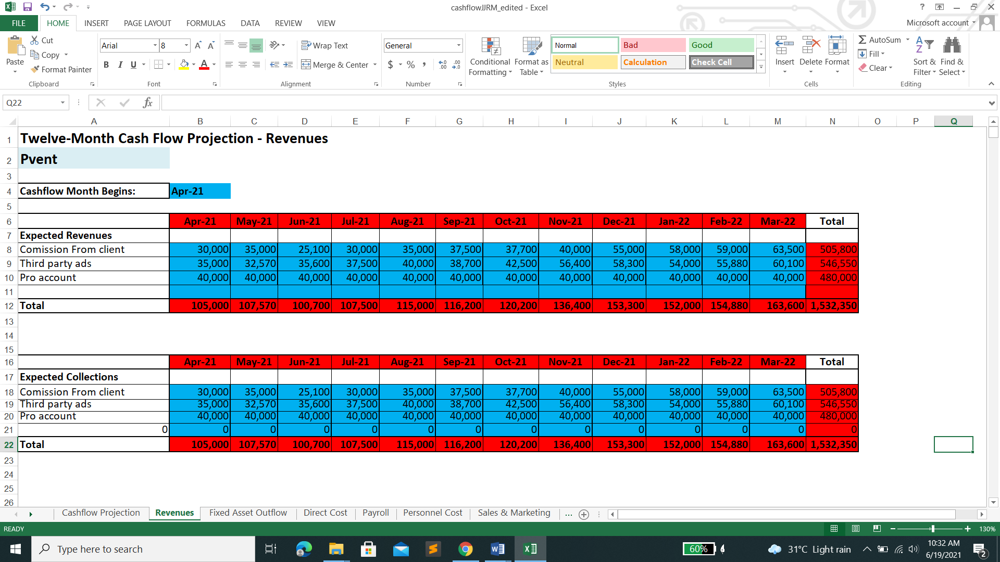 cashflowJJRM_edited - Excel
?
FILE HOME INSERT PAGE LAYOUT FORMULAS DATA REVIEW VIEW Microsoft account
Paste Cut Copy Format Painter Clipboard
Arial 8 A A B I U A Font
Wrap Text Merge & Center Alignment
General $ % , .00 Number
Conditional Formatting Format as Table
Normal Bad Good
Neutral Calculation Check Cell
Styles
Insert Delete Format Cells
AutoSum Fill Clear Sort & Filter Find & Select Editing
Q22 fx
A B C D E F G H I J K L M N O P Q
1 Twelve-Month Cash Flow Projection - Revenues
2 Pvent
3
4 Cashflow Month Begins: Apr-21
5
6 Apr-21 May-21 Jun-21 Jul-21 Aug-21 Sep-21 Oct-21 Nov-21 Dec-21 Jan-22 Feb-22 Mar-22 Total
7 Expected Revenues
8 Comission From client 30,000 35,000 25,100 30,000 35,000 37,500 37,700 40,000 55,000 58,000 59,000 63,500 505,800
9 Third party ads 35,000 32,570 35,600 37,500 40,000 38,700 42,500 56,400 58,300 54,000 55,880 60,100 546,550
10 Pro account 40,000 40,000 40,000 40,000 40,000 40,000 40,000 40,000 40,000 40,000 40,000 40,000 480,000
11
12 Total 105,000 107,570 100,700 107,500 115,000 116,200 120,200 136,400 153,300 152,000 154,880 163,600 1,532,350
13
14
15
16 Apr-21 May-21 Jun-21 Jul-21 Aug-21 Sep-21 Oct-21 Nov-21 Dec-21 Jan-22 Feb-22 Mar-22 Total
17 Expected Collections
18 Comission From client 30,000 35,000 25,100 30,000 35,000 37,500 37,700 40,000 55,000 58,000 59,000 63,500 505,800
19 Third party ads 35,000 32,570 35,600 37,500 40,000 38,700 42,500 56,400 58,300 54,000 55,880 60,100 546,550
20 Pro account 40,000 40,000 40,000 40,000 40,000 40,000 40,000 40,000 40,000 40,000 40,000 40,000 480,000
21 0 0 0 0 0 0 0 0 0 0 0 0 0 0
22 Total 105,000 107,570 100,700 107,500 115,000 116,200 120,200 136,400 153,300 152,000 154,880 163,600 1,532,350
23
24
25
26
Cashflow Projection Revenues Fixed Asset Outflow Direct Cost Payroll Personnel Cost Sales & Marketing ...
READY 130%
Type here to search 60% 31°C Light rain 10:32 AM
6/19/2021 2